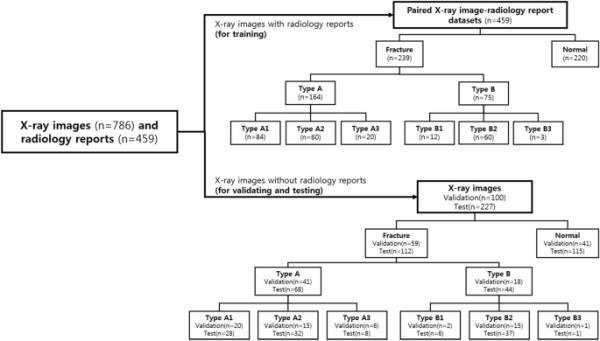 X-ray images with radiology reports
(for training)
Paired X-ray image-radiology report
datasets (n=459)
Fracture
(n=239)
Normal
(n=220)
Type A
(n=164)
Type B
(n=75)
Type A1
(n=84)
Type A2
(n=60)
Type A3
(n=20)
Type B1
(n=12)
Type B2
(n=60)
Type B3
(n=3)
X-ray images (n=786) and
radiology reports (n=459)
X-ray images without radiology reports
(for validating and testing)
X-ray images
Validation(n=100)
Test(n=227)
Fracture
Validation(n=59)
Test(n=112)
Normal
Validation(n=41)
Test(n=115)
Type A
Validation(n=41)
Test(n=68)
Type B
Validation(n=18)
Test(n=44)
Type A1
Validation(n=20)
Test(n=28)
Type A2
Validation(n=15)
Test(n=32)
Type A3
Validation(n=6)
Test(n=8)
Type B1
Validation(n=2)
Test(n=6)
Type B2
Validation(n=15)
Test(n=37)
Type B3
Validation(n=1)
Test(n=1)